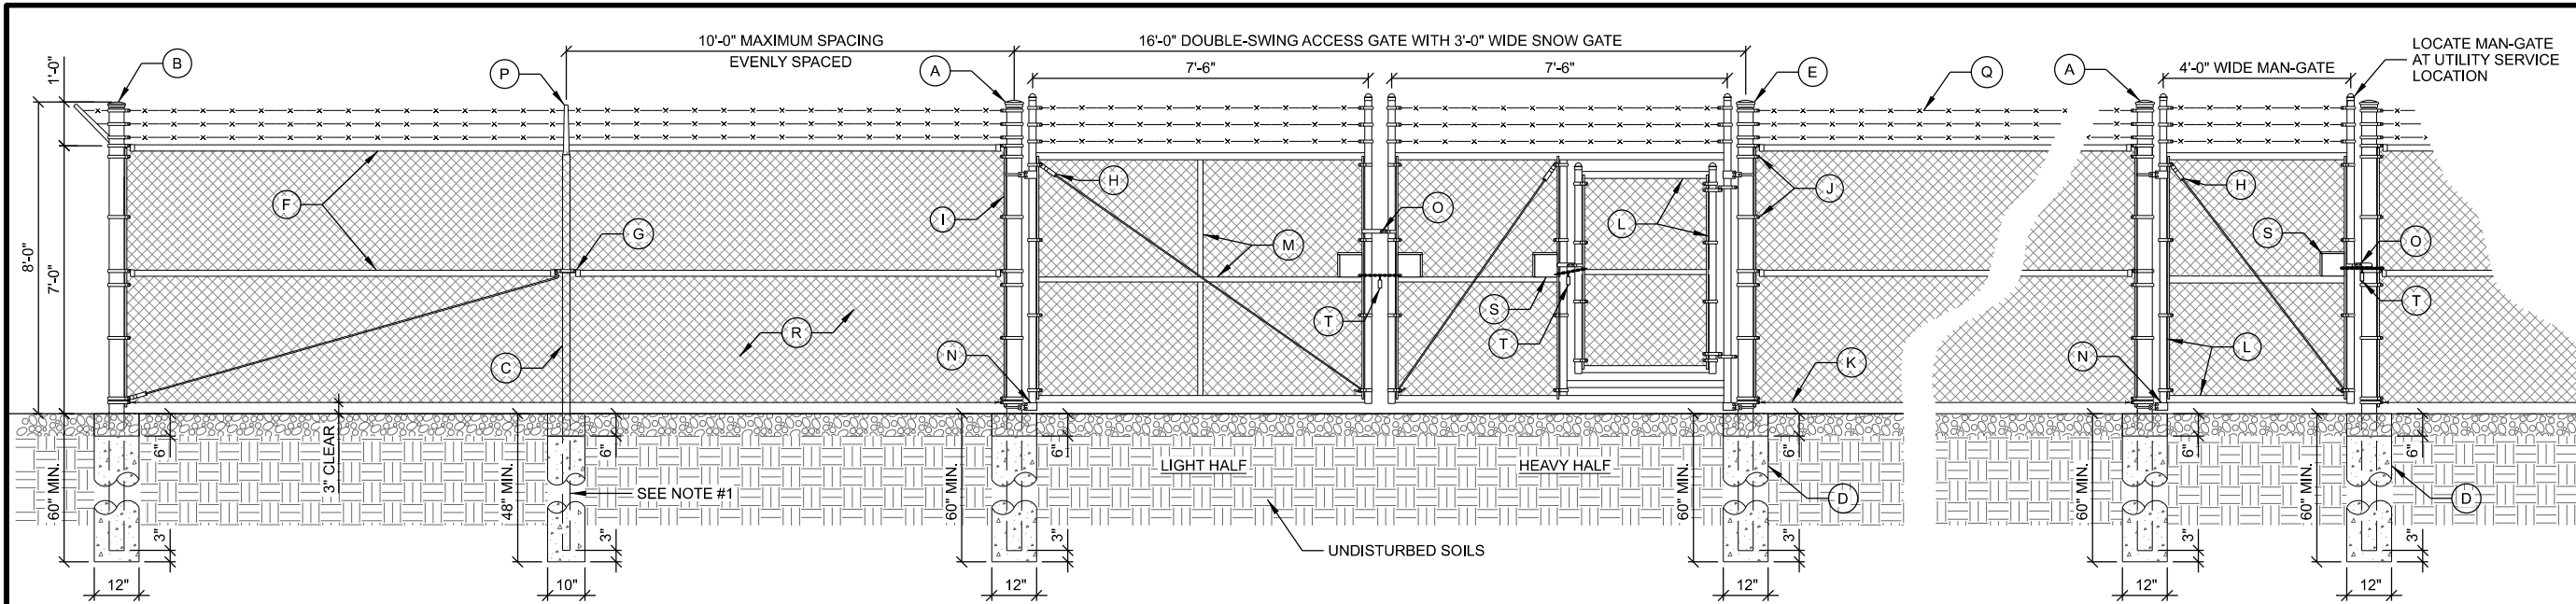 10'-0" MAXIMUM SPACING
EVENLY SPACED
16'-0" DOUBLE-SWING ACCESS GATE WITH 3'-0" WIDE SNOW GATE
LOCATE MAN-GATE
AT UTILITY SERVICE
LOCATION
1'-0"
B
P
A
7'-6"
7'-6"
E
Q
A
4'-0" WIDE MAN-GATE
8'-0"
7'-0"
F
G
I
H
M
O
L
J
H
S
O
T
C
R
N
T
S
T
K
N
L
60" MIN.
6"
3" CLEAR
3"
12"
48" MIN.
6"
SEE NOTE #1
3"
10"
60" MIN.
6"
3"
12"
LIGHT HALF
HEAVY HALF
UNDISTURBED SOILS
60" MIN.
6"
D
3"
12"
60" MIN.
6"
3"
12"
60" MIN.
6"
D
3"
12"